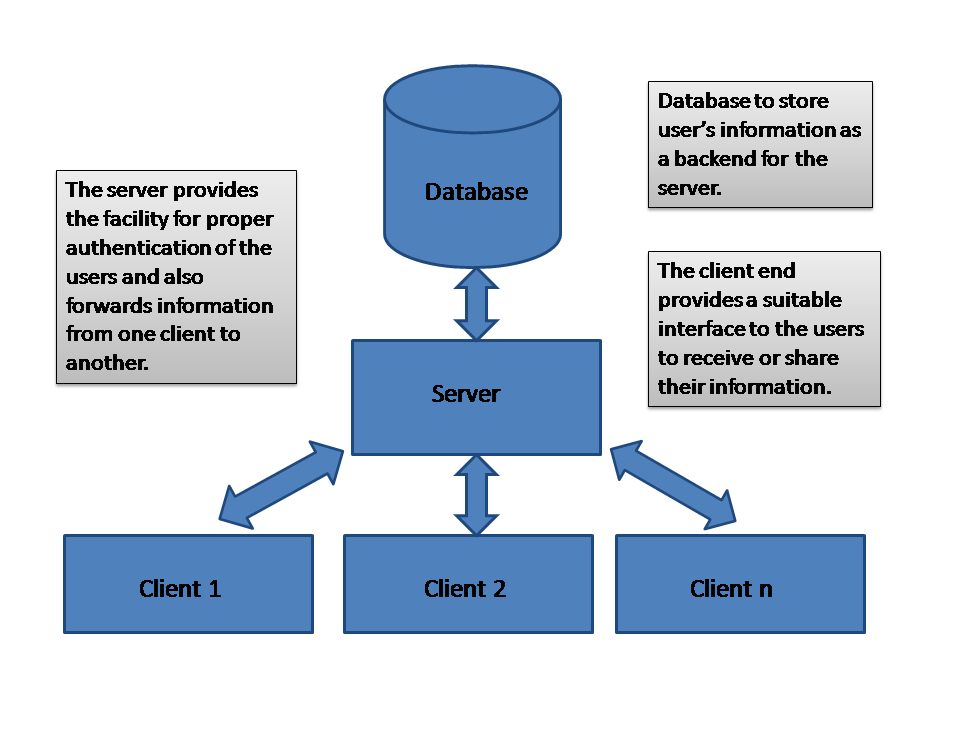 Database to store
user's information as
a backend for the
server.
Database
The server provides
the facility for proper
authentication of the
users and also
forwards information
from one client to
another.
The client end
provides a suitable
interface to the users
to receive or share
their information.
Server
Client 1
Client 2
Client n